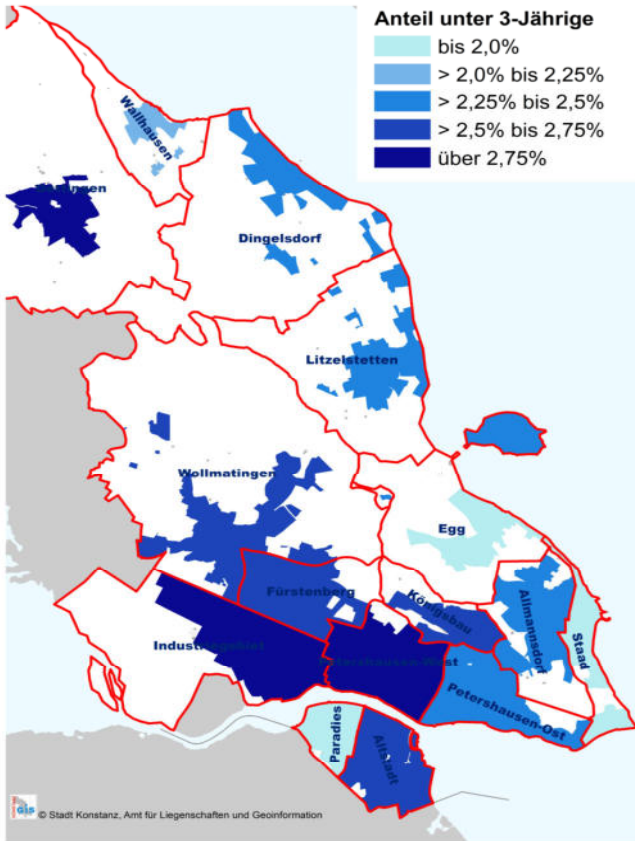 Anteil unter 3-Jährige
bis 2,0%
> 2,0% bis 2,25%
> 2,25% bis 2,5%
> 2,5% bis 2,75%
über 2,75%
Wallhausen
Dingelsdorf
Litzelstetten
Wollmatingen
Egg
Fürstenberg
Königsbau
Allmannsdorf
Staad
Industriegebiet
Petershausen-West
Petershausen-Ost
Paradies
Altstadt
GIS
© Stadt Konstanz, Amt für Liegenschaften und Geoinformation